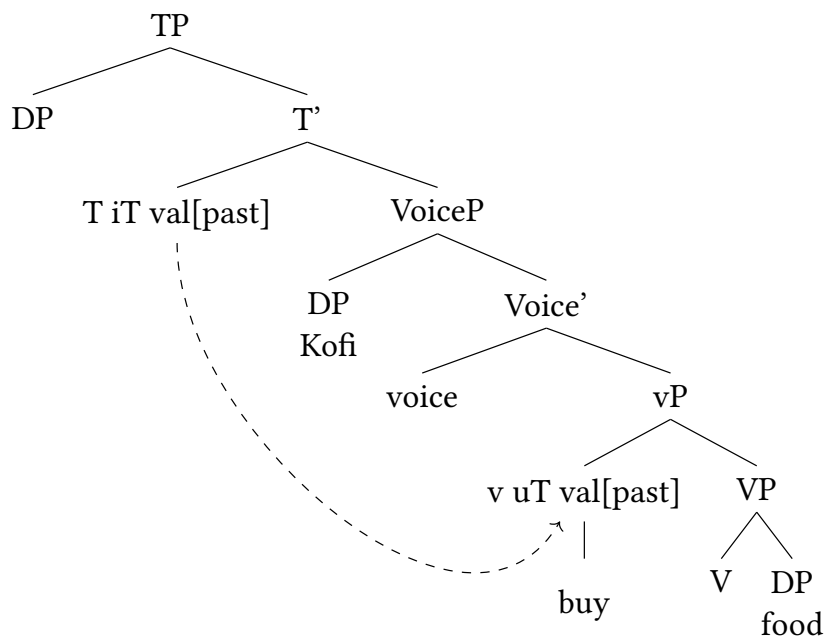 TP
DP T’
T iT val[past] VoiceP
DP Voice’
Kofi
voice vP
v uT val[past] VP
V DP
buy
food